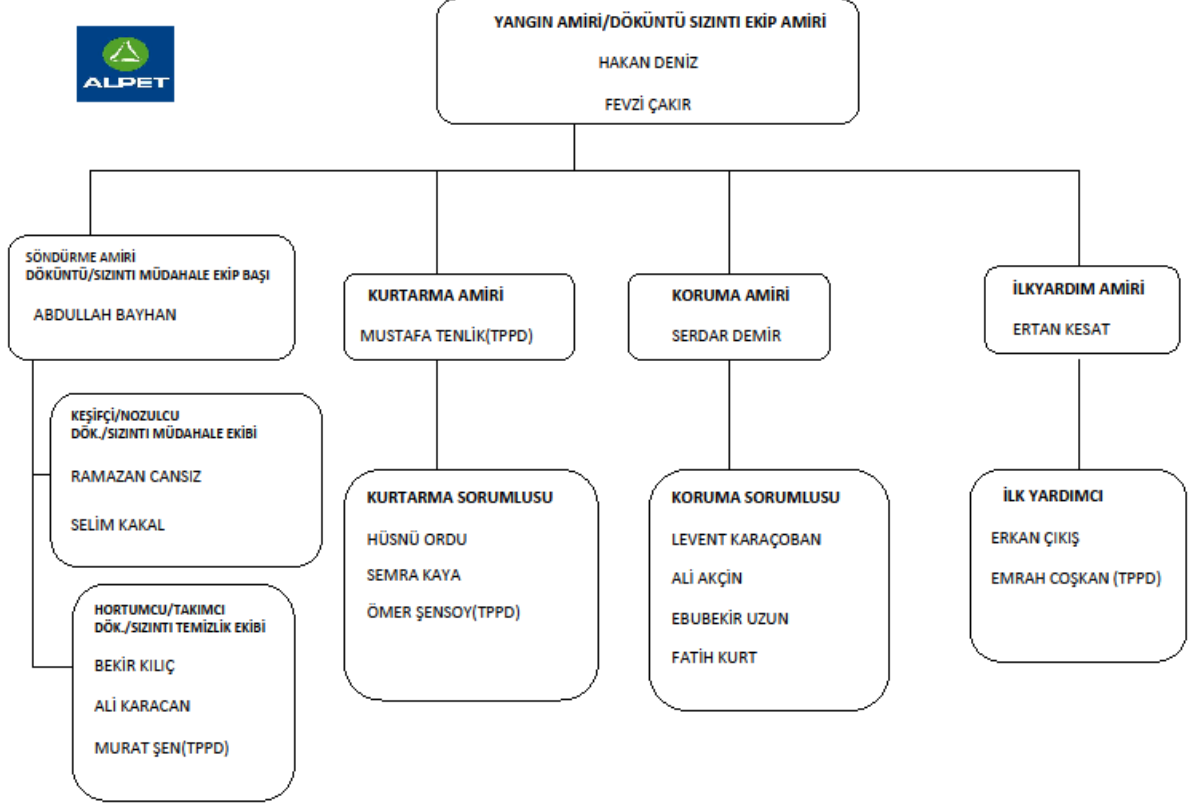 YANGIN AMİRİ/DÖKÜNTÜ SIZINTI EKİP AMİRİ
HAKAN DENİZ
FEVZİ ÇAKIR
ALPET
SÖNDÜRME AMİRİ
DÖKÜNTÜ/SIZINTI MÜDAHALE EKİP BAŞI
ABDULLAH BAYHAN
KEŞİFÇİ/NOZULCU
DÖK./SIZINTI MÜDAHALE EKİBİ
RAMAZAN CANSIZ
SELİM KAKAL
HORTUMCU/TAKIMCI
DÖK./SIZINTI TEMİZLİK EKİBİ
BEKİR KILIÇ
ALİ KARACAN
MURAT ŞEN(TPPD)
KURTARMA AMİRİ
MUSTAFA TENLİK(TPPD)
KURTARMA SORUMLUSU
HÜSNÜ ORDU
SEMRA KAYA
ÖMER ŞENSOY(TPPD)
KORUMA AMİRİ
SERDAR DEMİR
KORUMA SORUMLUSU
LEVENT KARAÇOBAN
ALİ AKÇİN
EBUBEKİR UZUN
FATİH KURT
İLKYARDIM AMİRİ
ERTAN KESAT
İLK YARDIMCI
ERKAN ÇIKIŞ
EMRAH COŞKAN (TPPD)